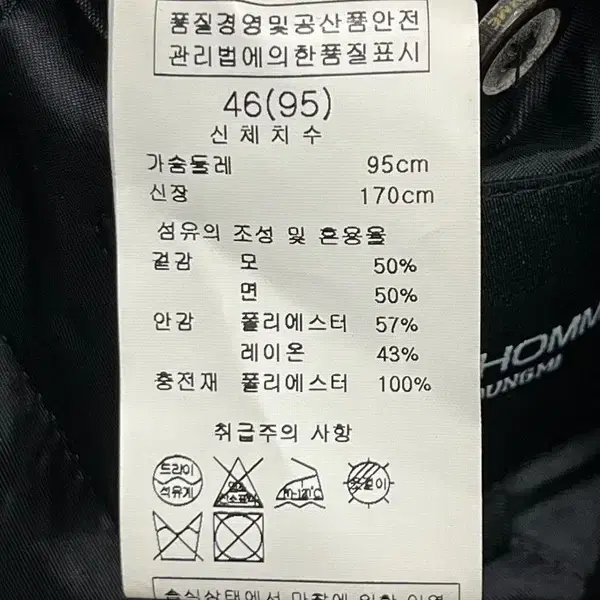 품질경영및공산품안전
관리법에의한품질표시
46(95)
신체치수
가슴둘레 95cm
신장 170cm
섬유의 조성 및 혼용율
겉감 모 50%
면 50%
안감 폴리에스터 57%
레이온 43%
충전재 폴리에스터 100%
취급주의 사항
드라이
석유계
옷걸이
HOMM
OUNGMI